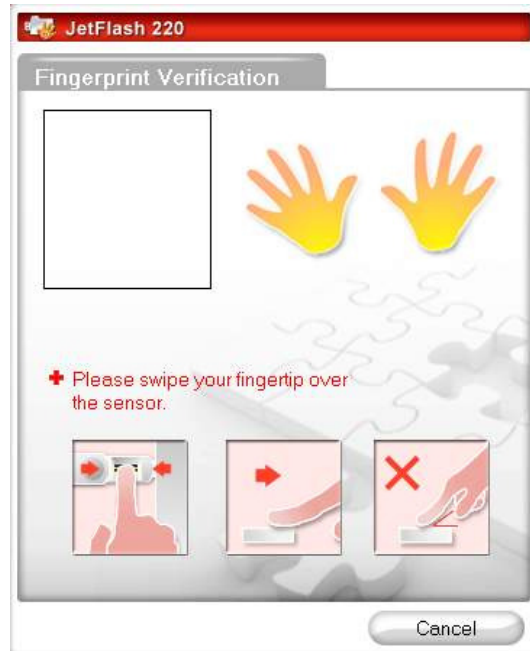 JetFlash 220
Fingerprint Verification
Please swipe your fingertip over
the sensor.
Cancel